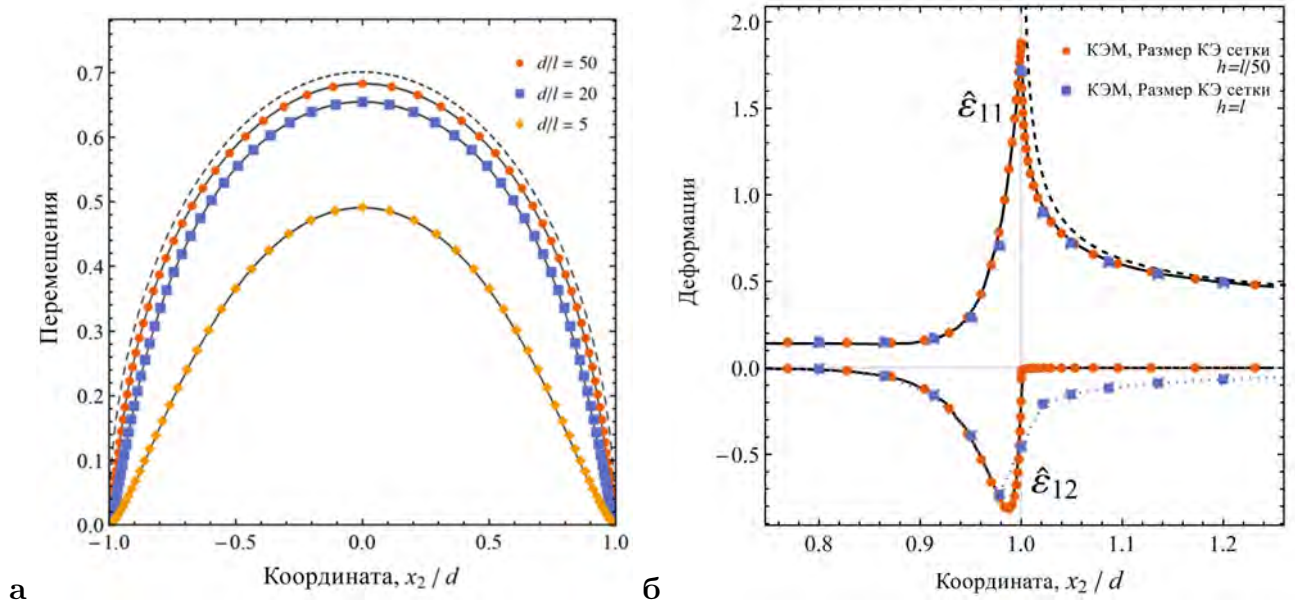 Перемещения
0.7
0.6
0.5
0.4
0.3
0.2
0.1
0.0
−1.0
−0.5
0.0
0.5
1.0
Координата, x₂ / d
d/l = 50
d/l = 20
d/l = 5
а
Деформации
2.0
1.5
1.0
0.5
0.0
−0.5
0.8
0.9
1.0
1.1
1.2
Координата, x₂ / d
КЭМ, Размер КЭ сетки
h=l/50
КЭМ, Размер КЭ сетки
h=l
ε̂₁₁
ε̂₁₂
б